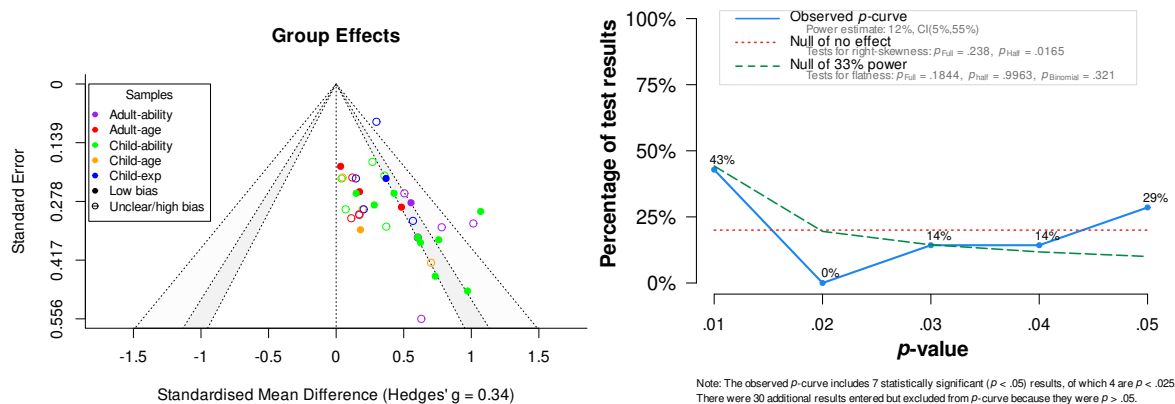 Group Effects
Standard Error
0
0.139
0.278
0.417
0.556
Samples
Adult-ability
Adult-age
Child-ability
Child-age
Child-exp
Low bias
Unclear/high bias
-1.5
-1
-0.5
0
0.5
1
1.5
Standardised Mean Difference (Hedges' g = 0.34)
Percentage of test results
100%
75%
50%
25%
0%
Observed p-curve
Power estimate: 12%, CI(5%,55%)
Null of no effect
Tests for right-skewness: pFull = .238, pHalf = .0165
Null of 33% power
Tests for flatness: pFull = .1844, phalf = .9963, pBinomial = .321
43%
0%
14%
14%
29%
.01
.02
.03
.04
.05
p-value
Note: The observed p-curve includes 7 statistically significant (p < .05) results, of which 4 are p < .025.
There were 30 additional results entered but excluded from p-curve because they were p > .05.